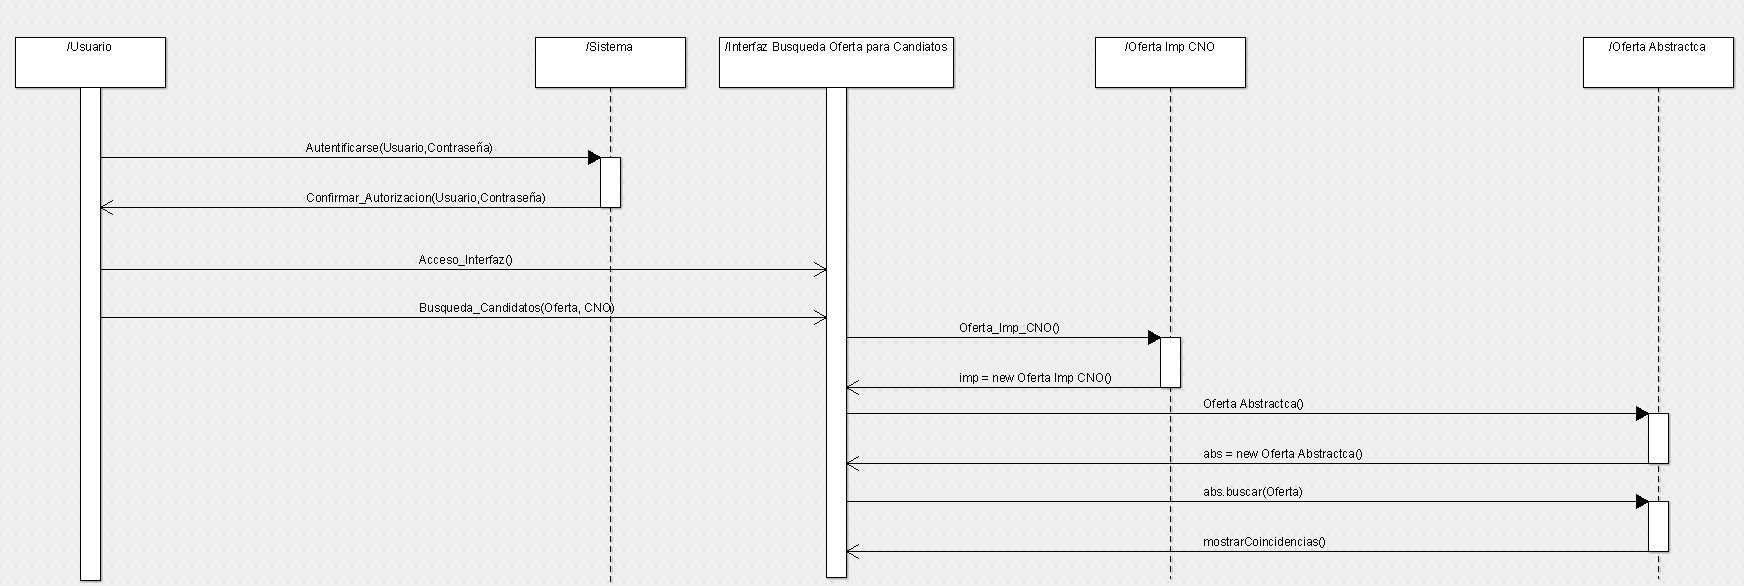 /Usuario
/Sistema
/Interfaz Busqueda Oferta para Candiatos
/Oferta Imp CNO
/Oferta Abstractca
Autentificarse(Usuario,Contraseña)
Confirmar_Autorizacion(Usuario,Contraseña)
Acceso_Interfaz()
Busqueda_Candidatos(Oferta, CNO)
Oferta_Imp_CNO()
imp = new Oferta Imp CNO()
Oferta Abstractca()
abs = new Oferta Abstractca()
abs.buscar(Oferta)
mostrarCoincidencias()